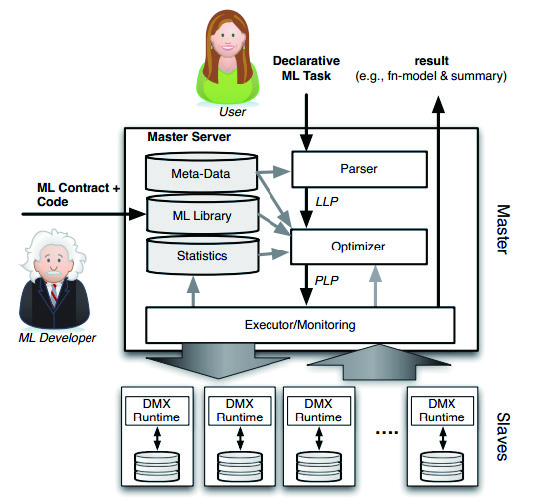 User
Declarative
ML Task
result
(e.g., fn-model & summary)
Master Server
Meta-Data
Parser
ML Contract +
Code
LLP
ML Library
Optimizer
Statistics
PLP
ML Developer
Executor/Monitoring
Master
DMX
Runtime
DMX
Runtime
DMX
Runtime
....
DMX
Runtime
Slaves